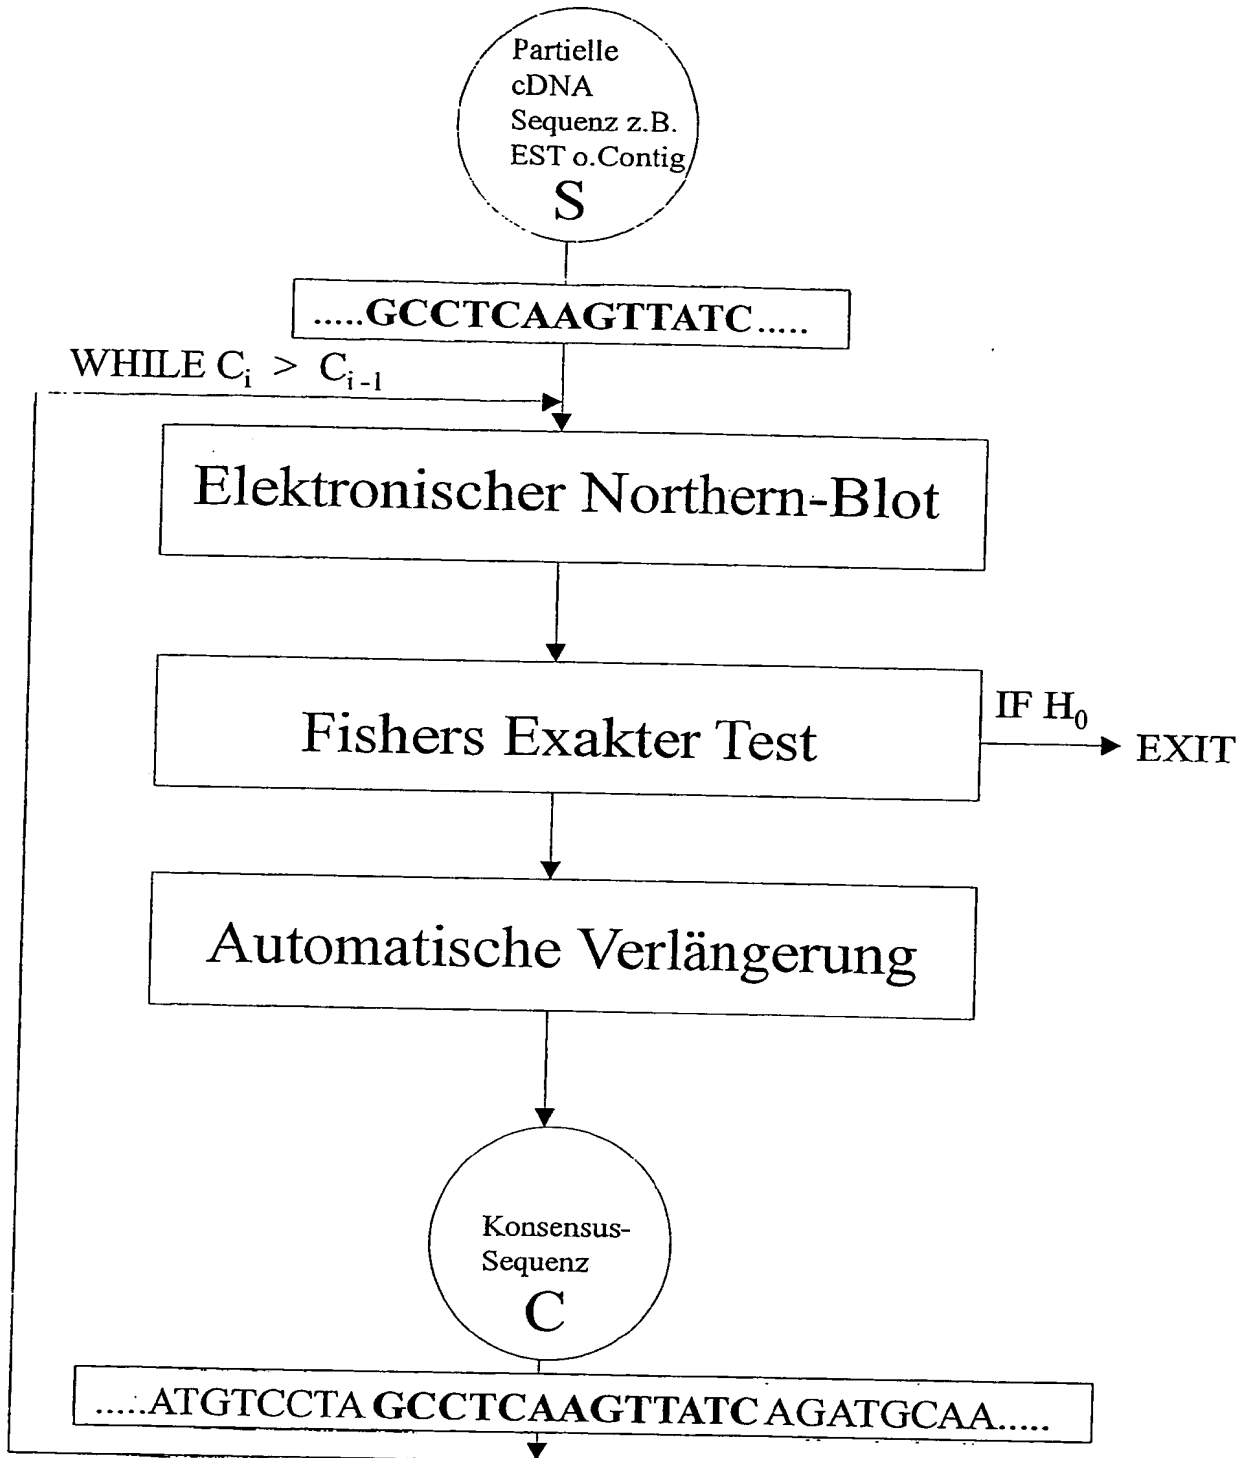 Partielle
cDNA
Sequenz z.B.
EST o.Contig
S
.....GCCTCAAGTTATC.....
WHILE Cᵢ > Cᵢ₋₁
Elektronischer Northern-Blot
Fishers Exakter Test
IF H₀
EXIT
Automatische Verlängerung
Konsensus-
Sequenz
C
.....ATGTCCTA GCCTCAAGTTATC AGATGCAA.....